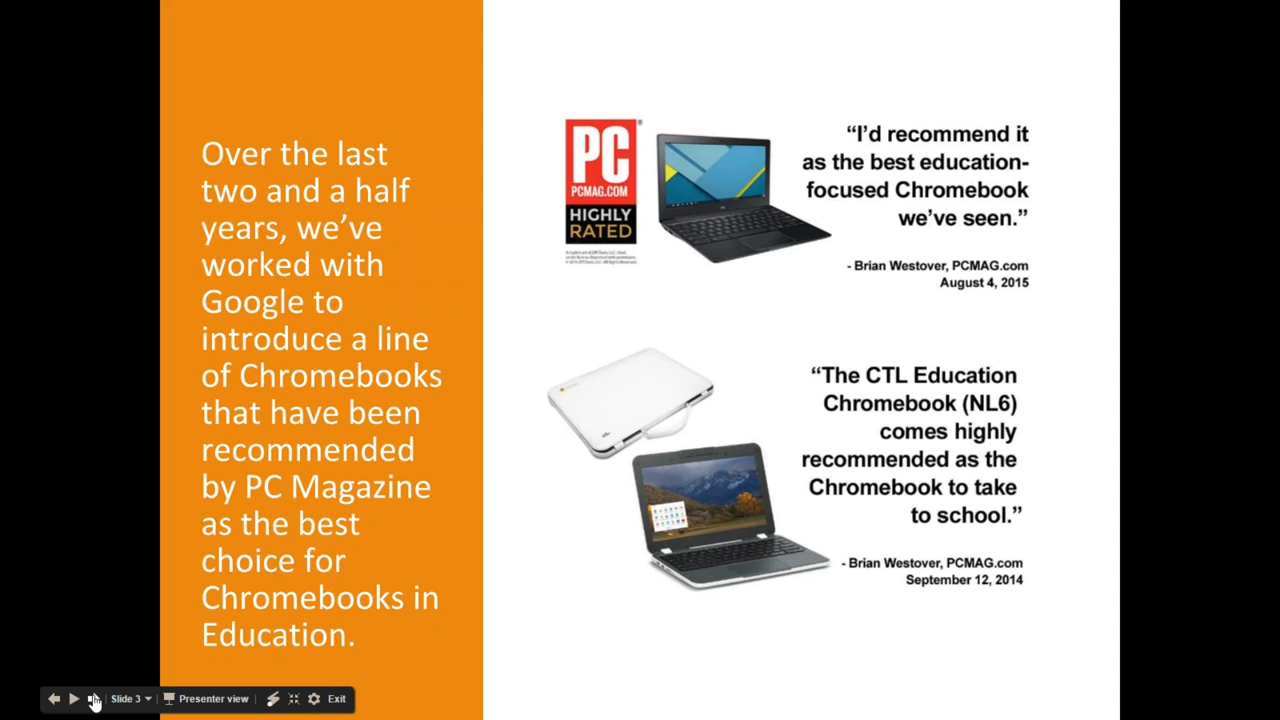 Over the last
two and a half
years, we’ve
worked with
Google to
introduce a line
of Chromebooks
that have been
recommended
by PC Magazine
as the best
choice for
Chromebooks in
Education.
PC
PCMAG.COM
HIGHLY
RATED
“I’d recommend it
as the best education-
focused Chromebook
we’ve seen.”
- Brian Westover, PCMAG.com
August 4, 2015
“The CTL Education
Chromebook (NL6)
comes highly
recommended as the
Chromebook to take
to school.”
- Brian Westover, PCMAG.com
September 12, 2014
Slide 3
Presenter view
Exit